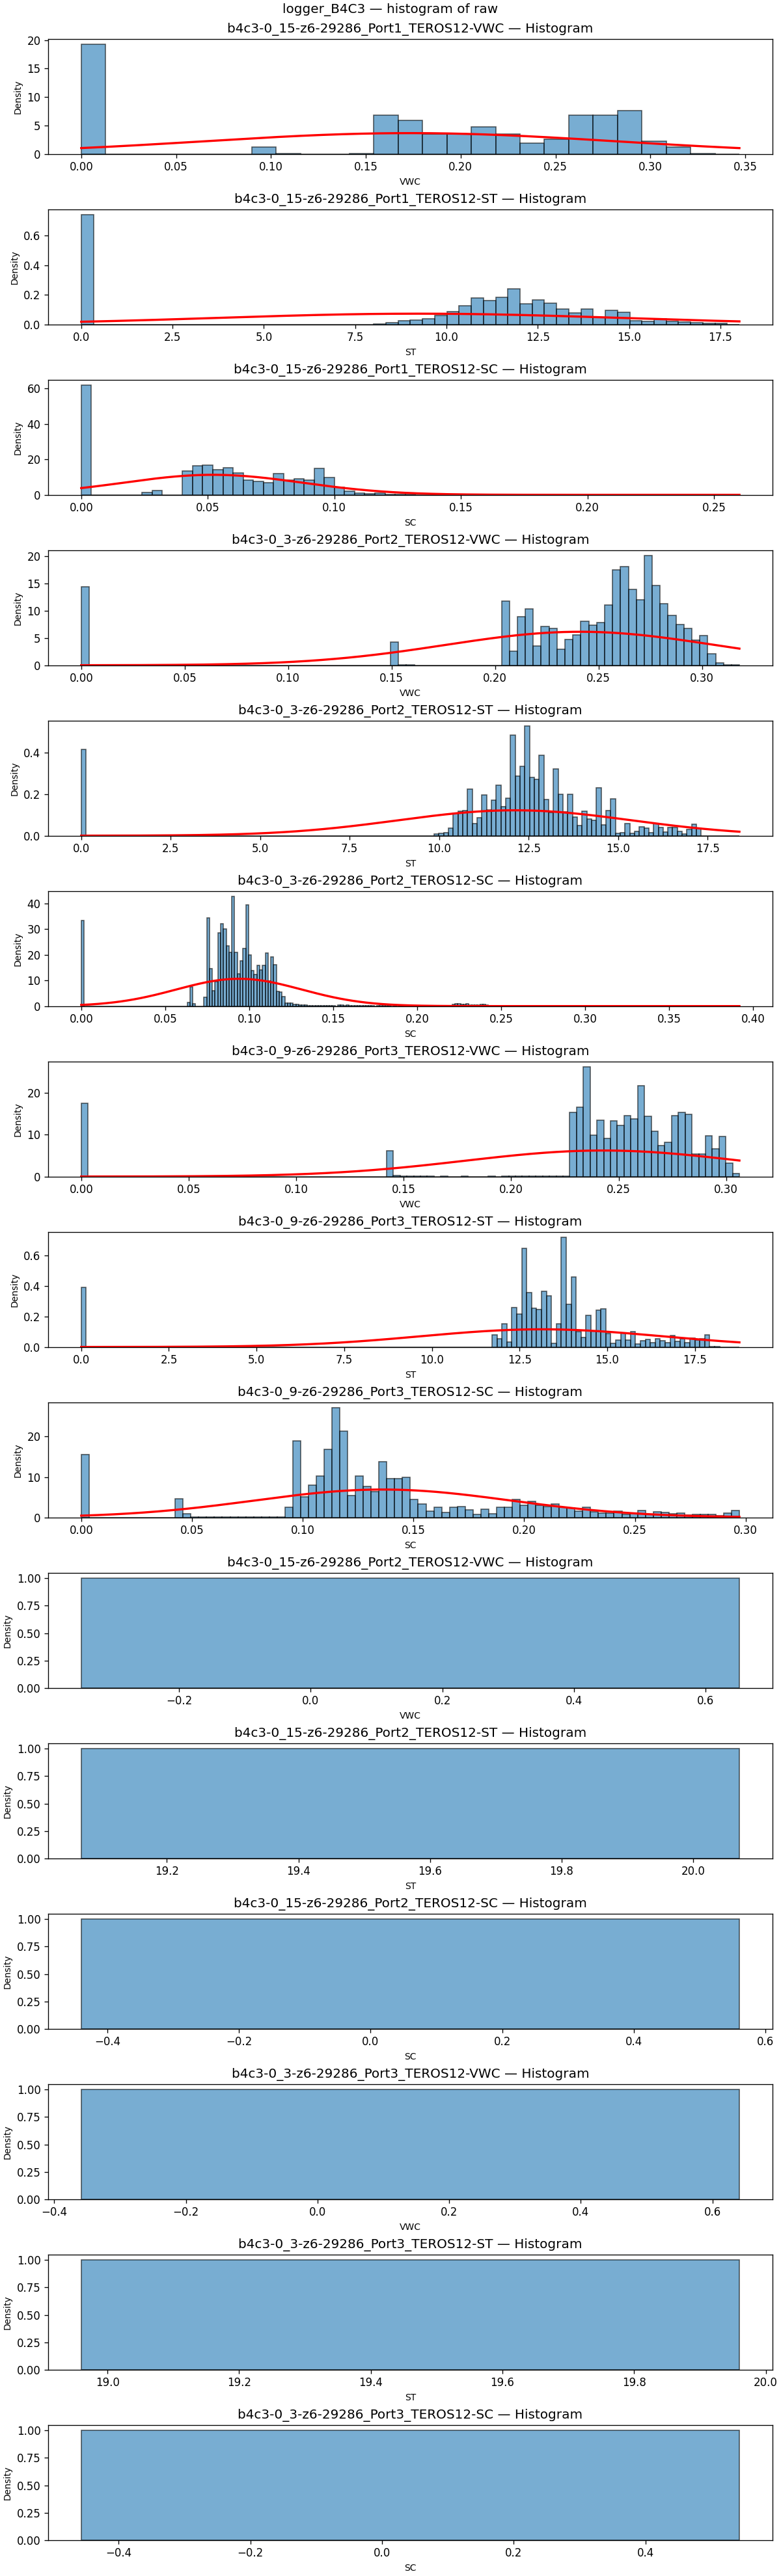 logger_B4C3 — histogram of raw
b4c3-0_15-z6-29286_Port1_TEROS12-VWC — Histogram
Density
20
15
10
5
0
0.00 0.05 0.10 0.15 0.20 0.25 0.30 0.35
VWC
b4c3-0_15-z6-29286_Port1_TEROS12-ST — Histogram
Density
0.6
0.4
0.2
0.0
0.0 2.5 5.0 7.5 10.0 12.5 15.0 17.5
ST
b4c3-0_15-z6-29286_Port1_TEROS12-SC — Histogram
Density
60
40
20
0
0.00 0.05 0.10 0.15 0.20 0.25
SC
b4c3-0_3-z6-29286_Port2_TEROS12-VWC — Histogram
Density
20
15
10
5
0
0.00 0.05 0.10 0.15 0.20 0.25 0.30
VWC
b4c3-0_3-z6-29286_Port2_TEROS12-ST — Histogram
Density
0.4
0.2
0.0
0.0 2.5 5.0 7.5 10.0 12.5 15.0 17.5
ST
b4c3-0_3-z6-29286_Port2_TEROS12-SC — Histogram
Density
40
30
20
10
0
0.00 0.05 0.10 0.15 0.20 0.25 0.30 0.35 0.40
SC
b4c3-0_9-z6-29286_Port3_TEROS12-VWC — Histogram
Density
20
10
0
0.00 0.05 0.10 0.15 0.20 0.25 0.30
VWC
b4c3-0_9-z6-29286_Port3_TEROS12-ST — Histogram
Density
0.6
0.4
0.2
0.0
0.0 2.5 5.0 7.5 10.0 12.5 15.0 17.5
ST
b4c3-0_9-z6-29286_Port3_TEROS12-SC — Histogram
Density
20
10
0
0.00 0.05 0.10 0.15 0.20 0.25 0.30
SC
b4c3-0_15-z6-29286_Port2_TEROS12-VWC — Histogram
Density
1.00
0.75
0.50
0.25
0.00
−0.2 0.0 0.2 0.4 0.6
VWC
b4c3-0_15-z6-29286_Port2_TEROS12-ST — Histogram
Density
1.00
0.75
0.50
0.25
0.00
19.2 19.4 19.6 19.8 20.0
ST
b4c3-0_15-z6-29286_Port2_TEROS12-SC — Histogram
Density
1.00
0.75
0.50
0.25
0.00
−0.4 −0.2 0.0 0.2 0.4 0.6
SC
b4c3-0_3-z6-29286_Port3_TEROS12-VWC — Histogram
Density
1.00
0.75
0.50
0.25
0.00
−0.4 −0.2 0.0 0.2 0.4 0.6
VWC
b4c3-0_3-z6-29286_Port3_TEROS12-ST — Histogram
Density
1.00
0.75
0.50
0.25
0.00
19.0 19.2 19.4 19.6 19.8 20.0
ST
b4c3-0_3-z6-29286_Port3_TEROS12-SC — Histogram
Density
1.00
0.75
0.50
0.25
0.00
−0.4 −0.2 0.0 0.2 0.4
SC